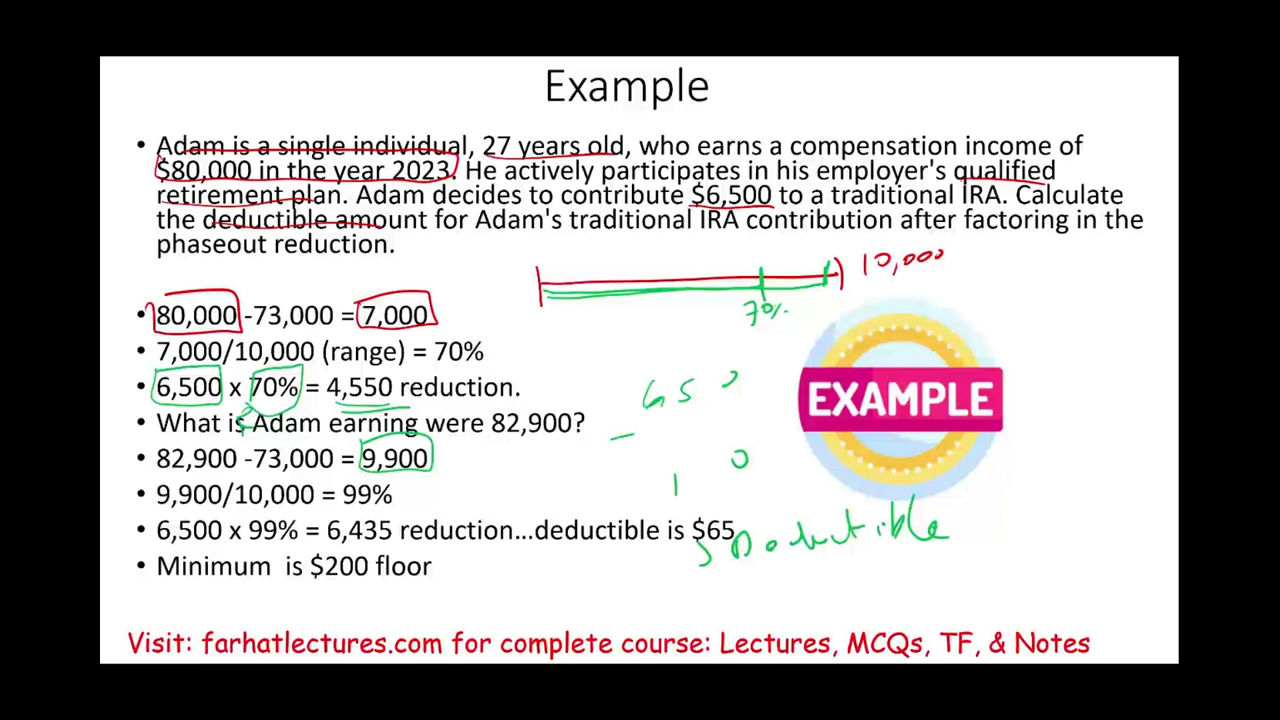 Example
• Adam is a single individual, 27 years old, who earns a compensation income of
$80,000 in the year 2023. He actively participates in his employer's qualified
retirement plan. Adam decides to contribute $6,500 to a traditional IRA. Calculate
the deductible amount for Adam's traditional IRA contribution after factoring in the
phaseout reduction.
10,000
70%
• 80,000 -73,000 = 7,000
• 7,000/10,000 (range) = 70%
• 6,500 x 70% = 4,550 reduction.
• What is Adam earning were 82,900?
• 82,900 -73,000 = 9,900
• 9,900/10,000 = 99%
• 6,500 x 99% = 6,435 reduction...deductible is $65
• Minimum is $200 floor
EXAMPLE
Deductible
Visit: farhatlectures.com for complete course: Lectures, MCQs, TF, & Notes